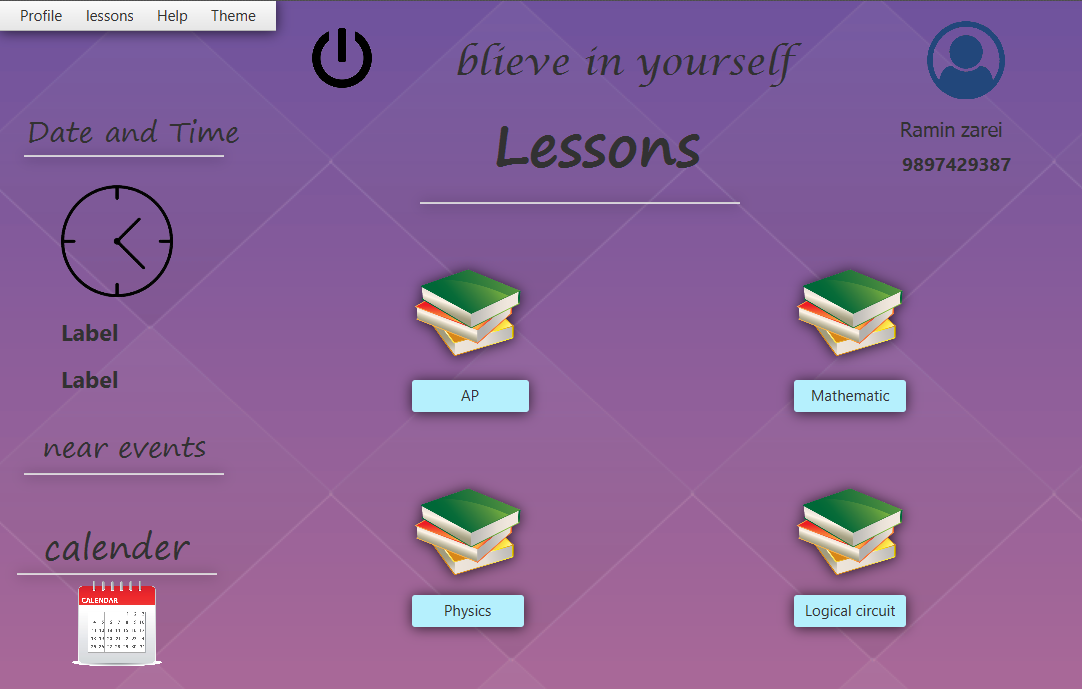 Profile lessons Help Theme
blieve in yourself
Lessons
Ramin zarei
9897429387
Date and Time
Label
Label
near events
calender
CALENDAR
AP
Mathematic
Physics
Logical circuit